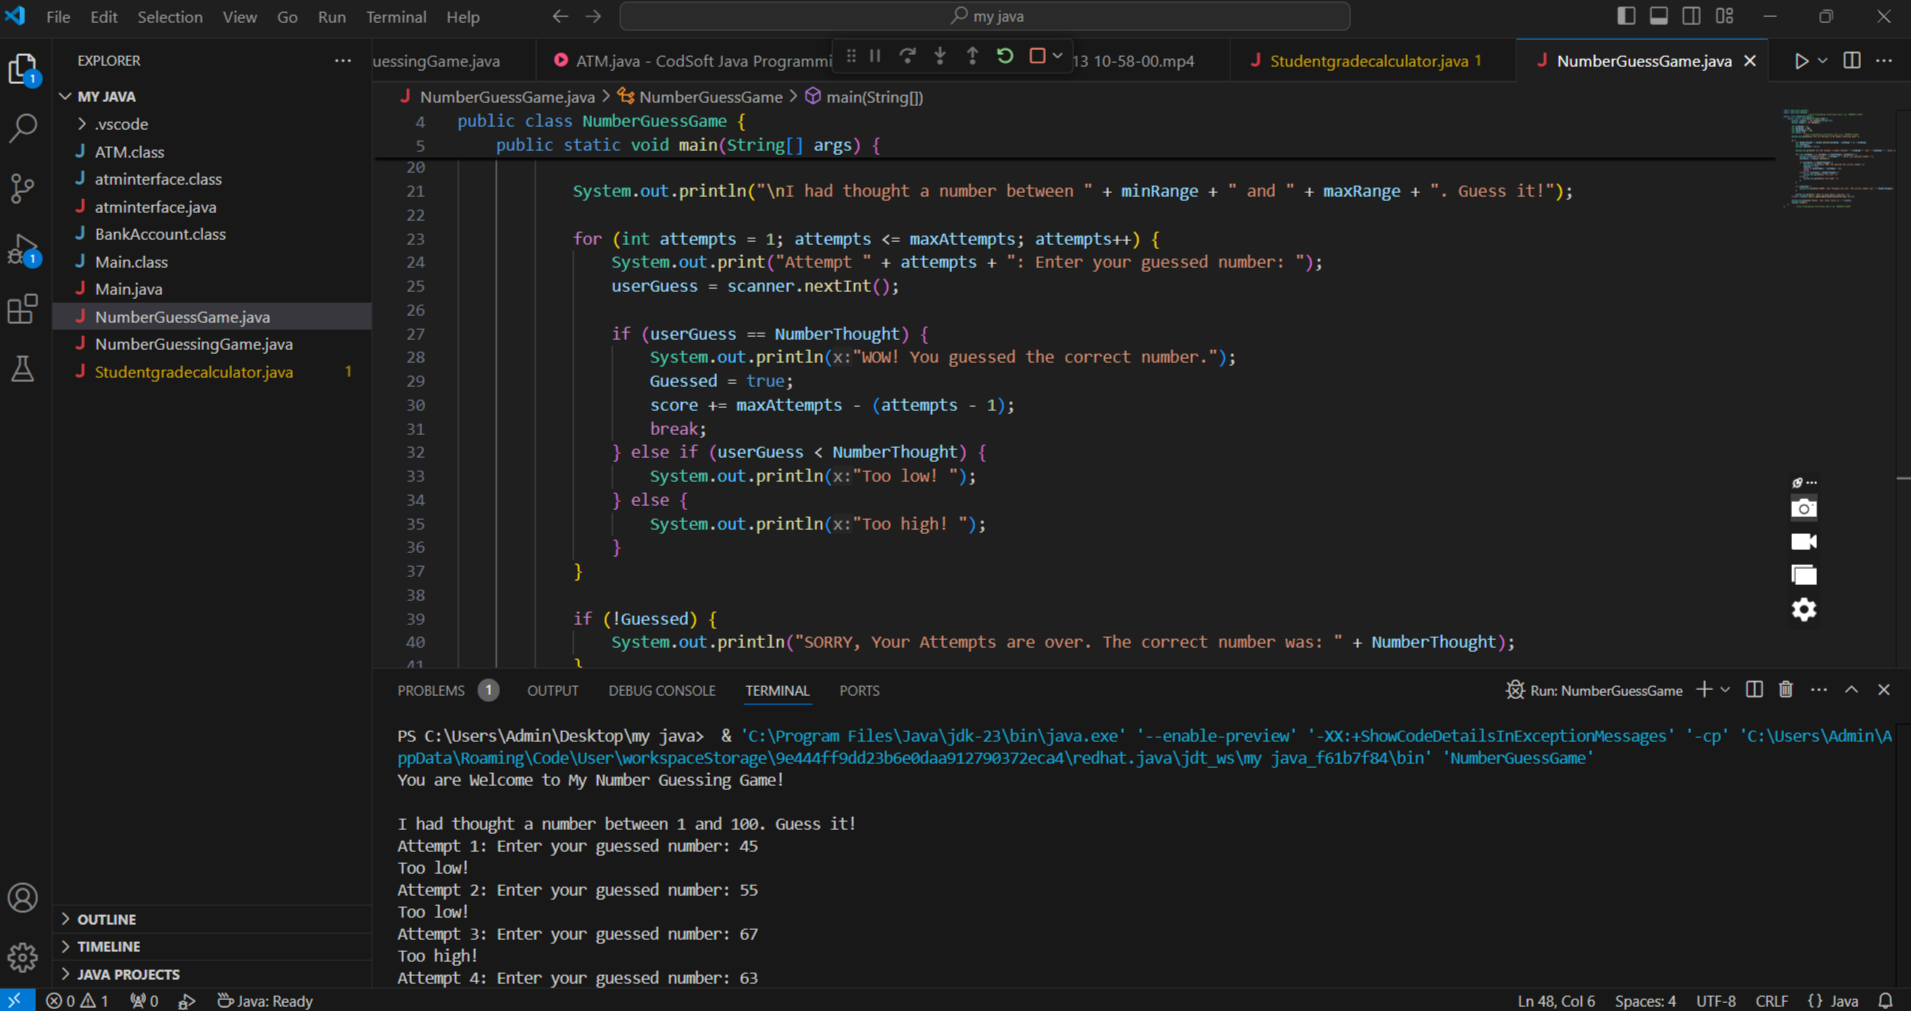 File Edit Selection View Go Run Terminal Help
my java
EXPLORER
uessingGame.java
ATM.java - CodSoft Java Programmi
13 10-58-00.mp4
Studentgradecalculator.java 1
NumberGuessGame.java
MY JAVA
.vscode
ATM.class
atminterface.class
atminterface.java
BankAccount.class
Main.class
Main.java
NumberGuessGame.java
NumberGuessingGame.java
Studentgradecalculator.java 1
OUTLINE
TIMELINE
JAVA PROJECTS
1
1
NumberGuessGame.java > NumberGuessGame > main(String[])
4 public class NumberGuessGame {
5 public static void main(String[] args) {
20
21 System.out.println("\nI had thought a number between " + minRange + " and " + maxRange + ". Guess it!");
22
23 for (int attempts = 1; attempts <= maxAttempts; attempts++) {
24 System.out.print("Attempt " + attempts + ": Enter your guessed number: ");
25 userGuess = scanner.nextInt();
26
27 if (userGuess == NumberThought) {
28 System.out.println(x:"WOW! You guessed the correct number.");
29 Guessed = true;
30 score += maxAttempts - (attempts - 1);
31 break;
32 } else if (userGuess < NumberThought) {
33 System.out.println(x:"Too low! ");
34 } else {
35 System.out.println(x:"Too high! ");
36 }
37 }
38
39 if (!Guessed) {
40 System.out.println("SORRY, Your Attempts are over. The correct number was: " + NumberThought);
41 }
PROBLEMS 1 OUTPUT DEBUG CONSOLE TERMINAL PORTS
Run: NumberGuessGame
PS C:\Users\Admin\Desktop\my java>  & 'C:\Program Files\Java\jdk-23\bin\java.exe' '--enable-preview' '-XX:+ShowCodeDetailsInExceptionMessages' '-cp' 'C:\Users\Admin\A
ppData\Roaming\Code\User\workspaceStorage\9e444ff9dd23b6e0daa912790372eca4\redhat.java\jdt_ws\my java_f61b7f84\bin' 'NumberGuessGame'
You are Welcome to My Number Guessing Game!
I had thought a number between 1 and 100. Guess it!
Attempt 1: Enter your guessed number: 45
Too low!
Attempt 2: Enter your guessed number: 55
Too low!
Attempt 3: Enter your guessed number: 67
Too high!
Attempt 4: Enter your guessed number: 63
0 1 0 Java: Ready
Ln 48, Col 6 Spaces: 4 UTF-8 CRLF {} Java